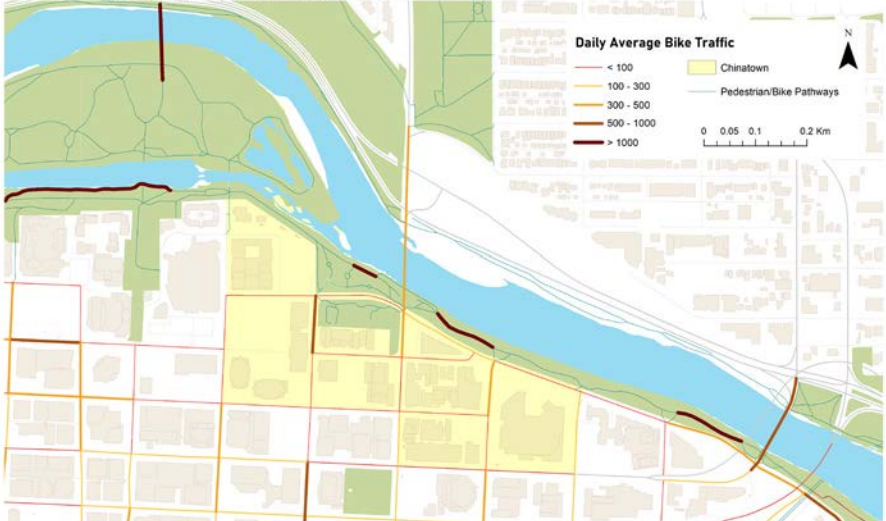 Daily Average Bike Traffic
N
< 100
100 - 300
300 - 500
500 - 1000
> 1000
Chinatown
Pedestrian/Bike Pathways
0 0.05 0.1 0.2 Km